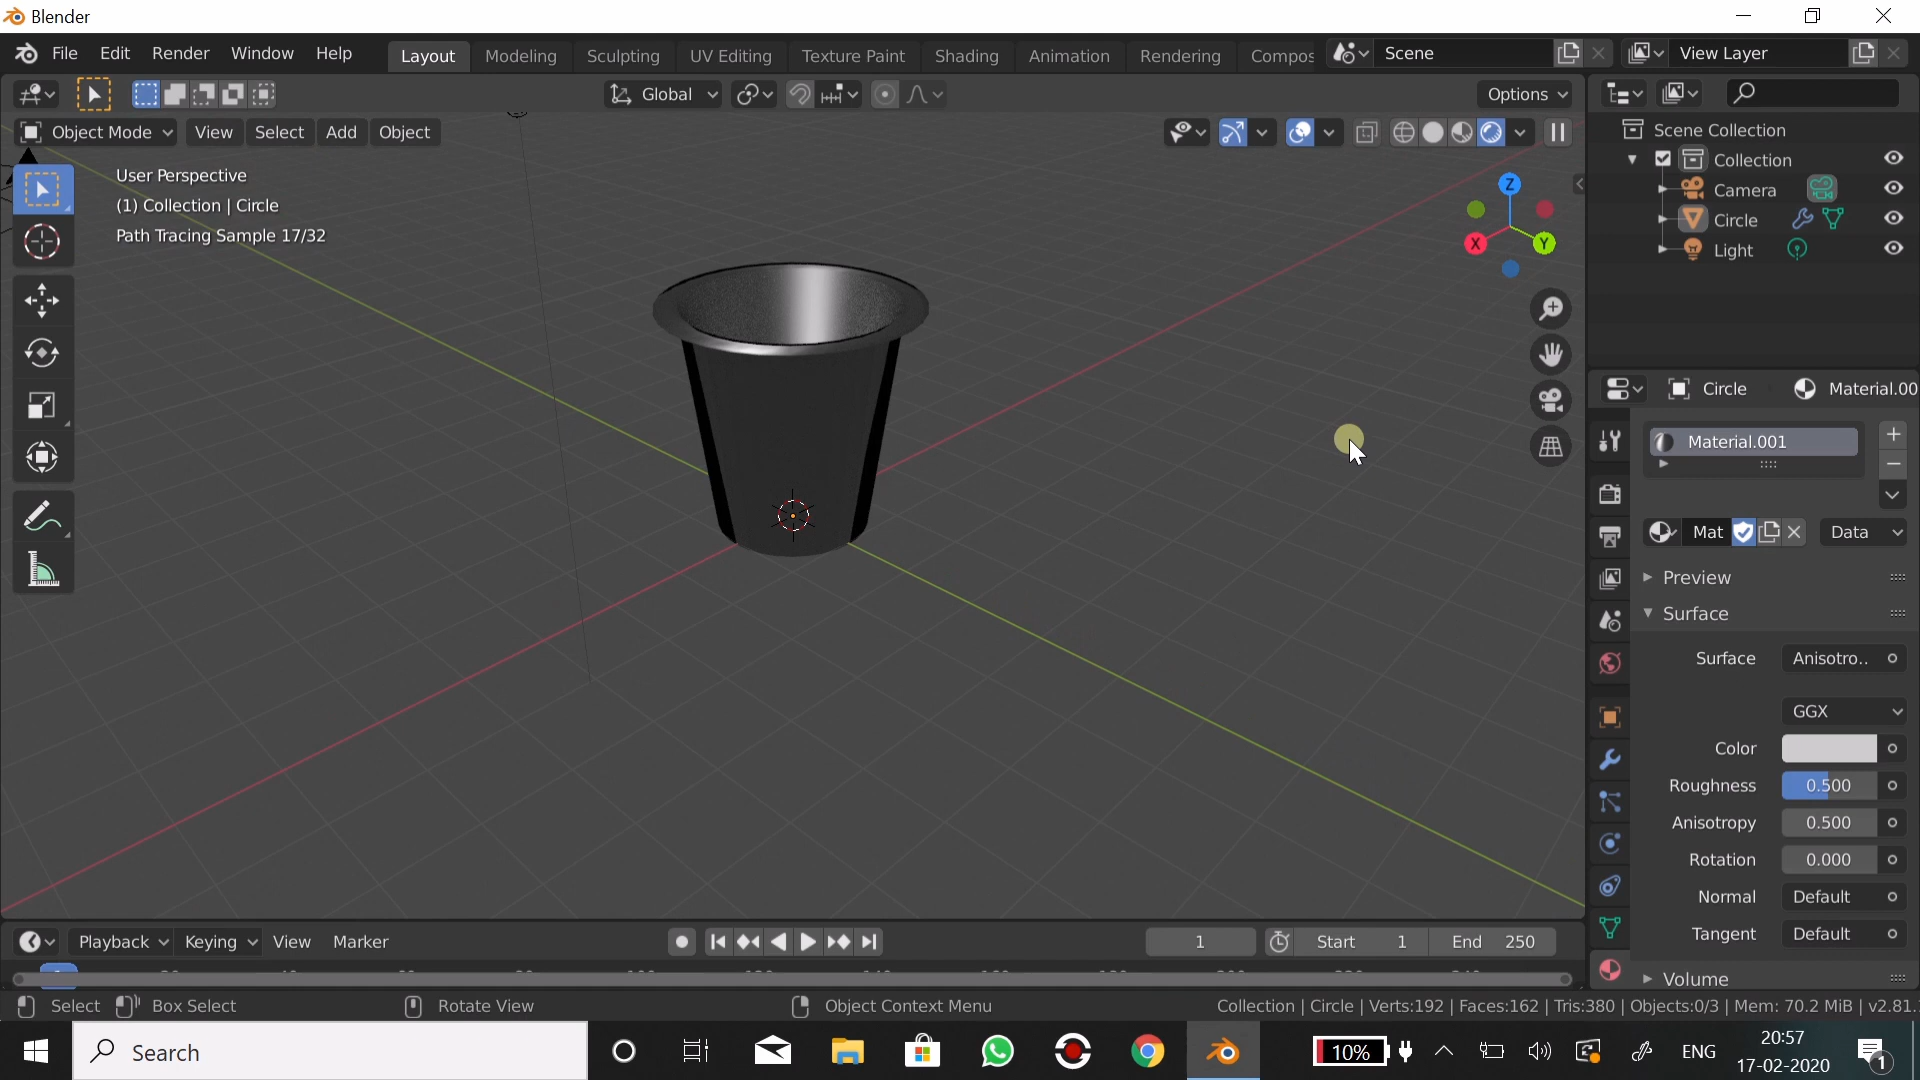 Blender
File Edit Render Window Help Layout Modeling Sculpting UV Editing Texture Paint Shading Animation Rendering Compos Scene View Layer
Global Options
Object Mode View Select Add Object
User Perspective
(1) Collection | Circle
Path Tracing Sample 17/32
Z
X
Y
Scene Collection
Collection
Camera
Circle
Light
Circle Material.00
Material.001
Mat Data
Preview
Surface
Surface Anisotro..
GGX
Color
Roughness 0.500
Anisotropy 0.500
Rotation 0.000
Normal Default
Tangent Default
Volume
Playback Keying View Marker 1 Start 1 End 250
Select Box Select Rotate View Object Context Menu Collection | Circle | Verts:192 | Faces:162 | Tris:380 | Objects:0/3 | Mem: 70.2 MiB | v2.81.
Search 10% ENG 20:57
17-02-2020 1